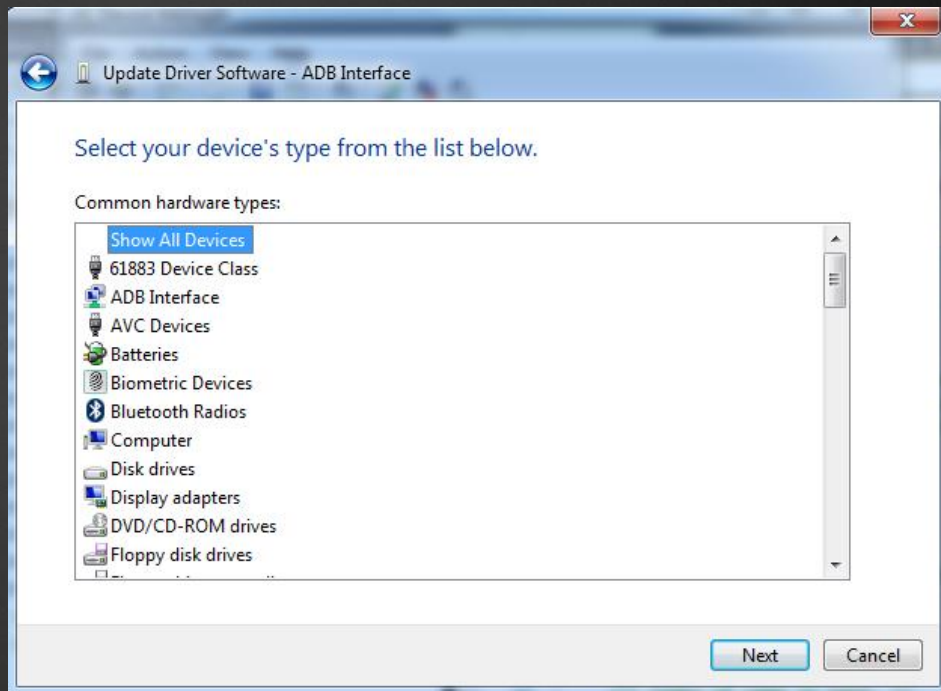 Update Driver Software - ADB Interface
Select your device's type from the list below.
Common hardware types:
Show All Devices
61883 Device Class
ADB Interface
AVC Devices
Batteries
Biometric Devices
Bluetooth Radios
Computer
Disk drives
Display adapters
DVD/CD-ROM drives
Floppy disk drives
Next
Cancel